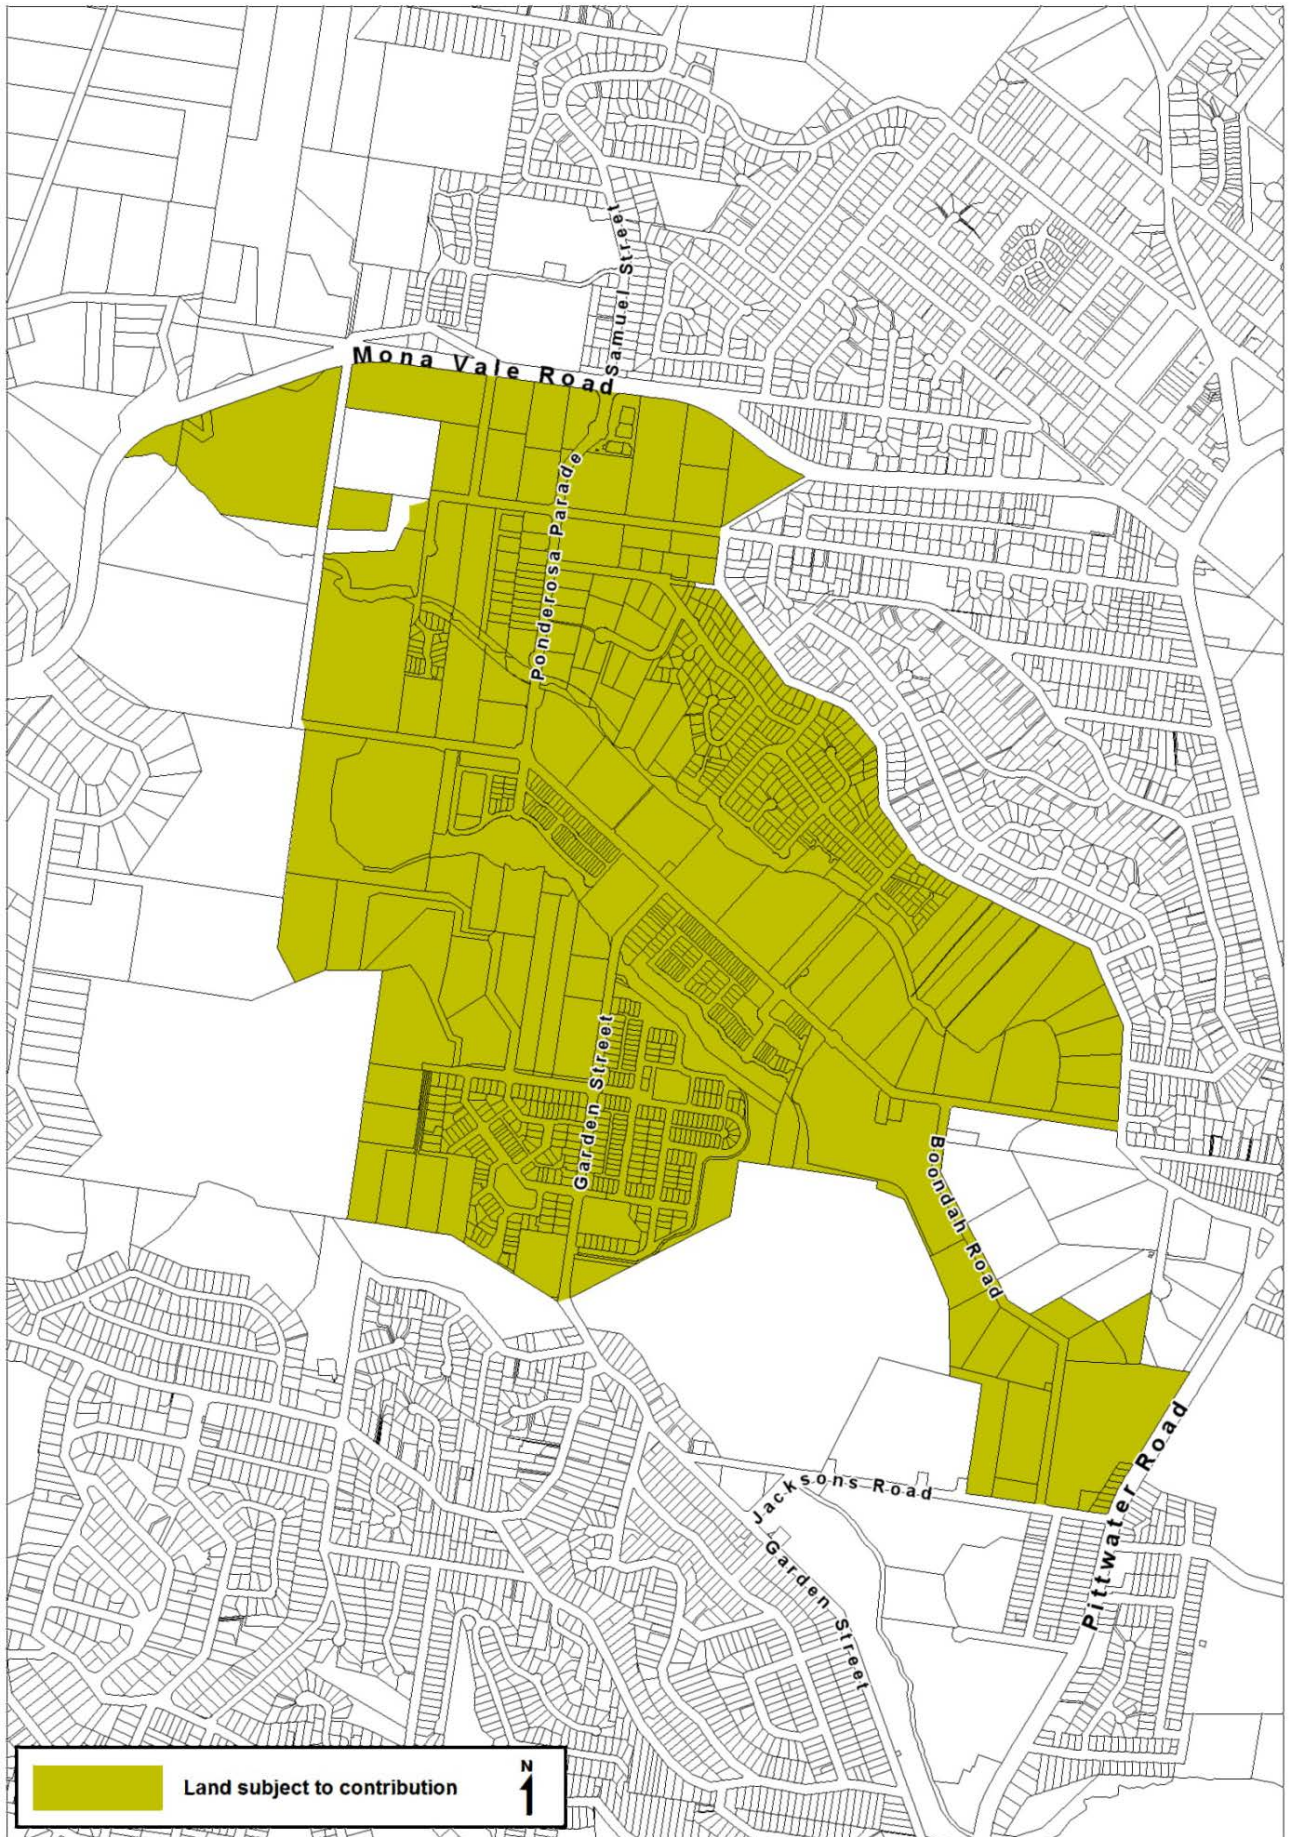 Samuel Street
Mona Vale Road
Ponderosa Parade
Garden Street
Boondah Road
Pittwater Road
Jacksons Road
Garden Street
Land subject to contribution
N